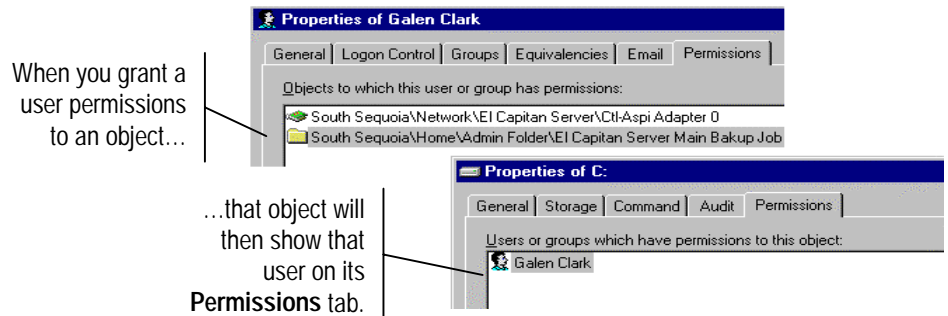 Properties of Galen Clark
General Logon Control Groups Equivalencies Email Permissions
Objects to which this user or group has permissions:
South Sequoia\Network\El Capitan Server\Ctl-Aspi Adapter 0
South Sequoia\Home\Admin Folder\El Capitan Server Main Bakup Job
When you grant a
user permissions
to an object…
Properties of C:
General Storage Command Audit Permissions
Users or groups which have permissions to this object:
Galen Clark
…that object will
then show that
user on its
Permissions tab.